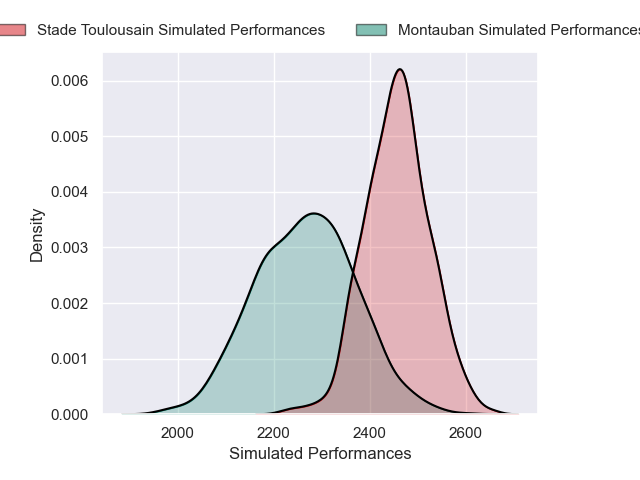 Stade Toulousain Simulated Performances Montauban Simulated Performances
0.006
0.005
0.004
0.003
0.002
0.001
0.000
Density
2000 2200 2400 2600
Simulated Performances